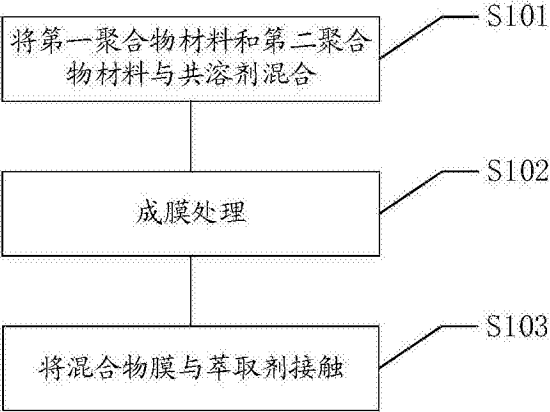 将第一聚合物材料和第二聚合
物材料与共溶剂混合
S101
成膜处理
S102
将混合物膜与萃取剂接触
S103